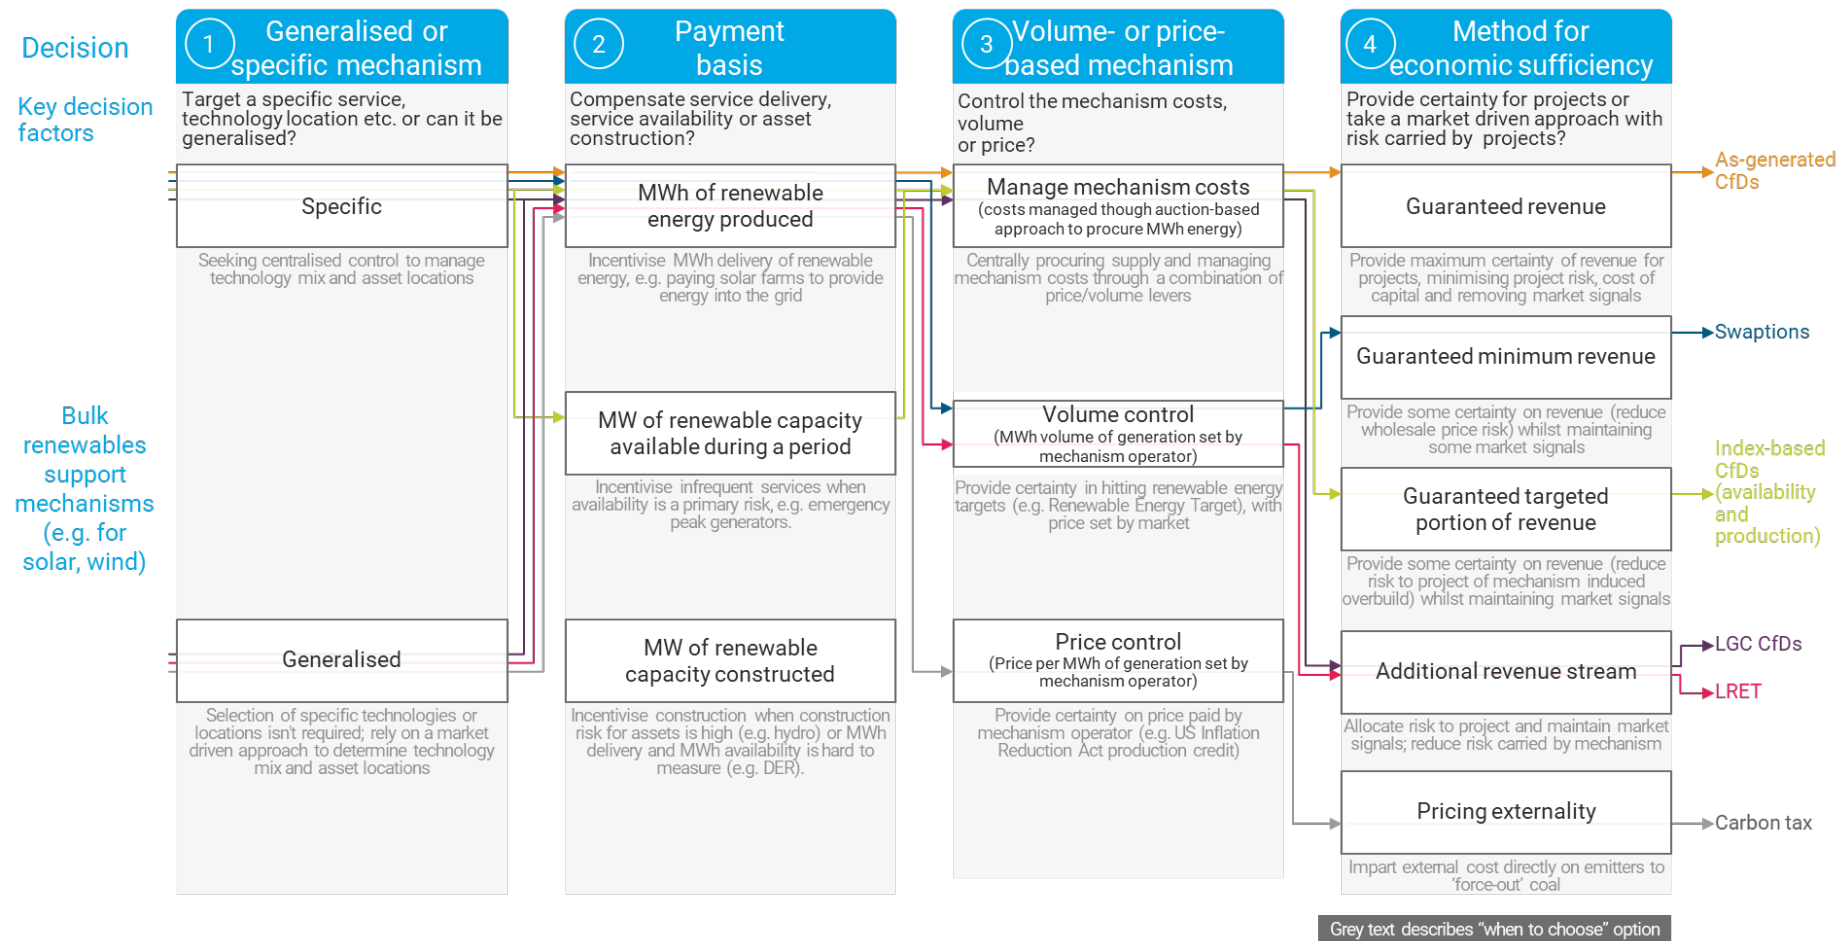 Decision
Key decision
factors
Bulk
renewables
support
mechanisms
(e.g. for
solar, wind)
1
Generalised or
specific mechanism
Target a specific service,
technology location etc. or can it be
generalised?
Specific
Seeking centralised control to manage
technology mix and asset locations
Generalised
Selection of specific technologies or
locations isn't required; rely on a market
driven approach to determine technology
mix and asset locations
2
Payment
basis
Compensate service delivery,
service availability or asset
construction?
MWh of renewable
energy produced
Incentivise MWh delivery of renewable
energy, e.g. paying solar farms to provide
energy into the grid
MW of renewable capacity
available during a period
Incentivise infrequent services when
availability is a primary risk, e.g. emergency
peak generators.
MW of renewable
capacity constructed
Incentivise construction when construction
risk for assets is high (e.g. hydro) or MWh
delivery and MWh availability is hard to
measure (e.g. DER).
3
Volume- or price-
based mechanism
Control the mechanism costs,
volume
or price?
Manage mechanism costs
(costs managed though auction-based
approach to procure MWh energy)
Centrally procuring supply and managing
mechanism costs through a combination of
price/volume levers
Volume control
(MWh volume of generation set by
mechanism operator)
Provide certainty in hitting renewable energy
targets (e.g. Renewable Energy Target), with
price set by market
Price control
(Price per MWh of generation set by
mechanism operator)
Provide certainty on price paid by
mechanism operator (e.g. US Inflation
Reduction Act production credit)
4
Method for
economic sufficiency
Provide certainty for projects or
take a market driven approach with
risk carried by projects?
Guaranteed revenue
Provide maximum certainty of revenue for
projects, minimising project risk, cost of
capital and removing market signals
Guaranteed minimum revenue
Provide some certainty on revenue (reduce
wholesale price risk) whilst maintaining
some market signals
Guaranteed targeted
portion of revenue
Provide some certainty on revenue (reduce
risk to project of mechanism induced
overbuild) whilst maintaining market signals
Additional revenue stream
Allocate risk to project and maintain market
signals; reduce risk carried by mechanism
Pricing externality
Impart external cost directly on emitters to
‘force-out’ coal
As-generated
CfDs
Swaptions
Index-based
CfDs
(availability
and
production)
LGC CfDs
LRET
Carbon tax
Grey text describes “when to choose” option